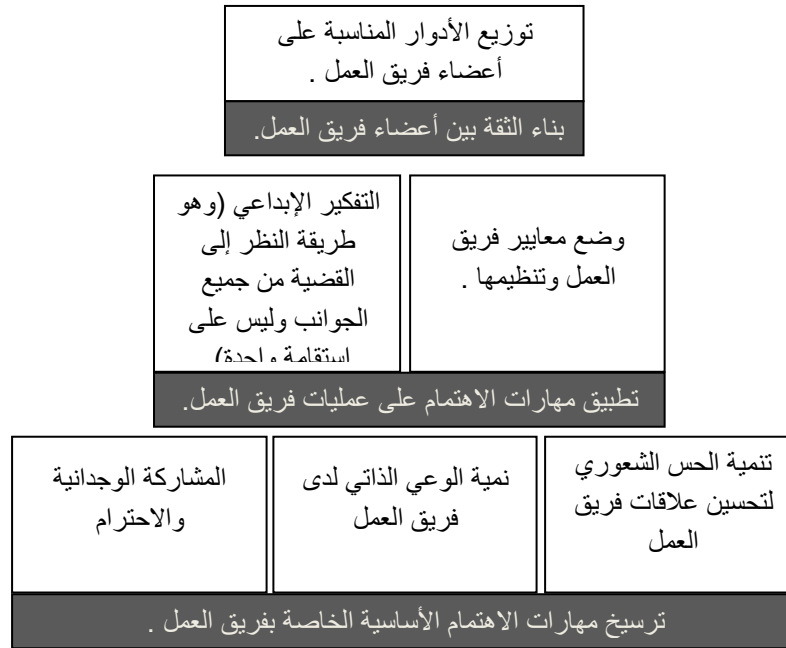 توزيع الأدوار المناسبة على
أعضاء فريق العمل .
بناء الثقة بين أعضاء فريق العمل.
وضع معايير فريق
العمل وتنظيمها .
التفكير الإبداعي (وهو
طريقة النظر إلى
القضية من جميع
الجوانب وليس على
استقامة واحدة)
تطبيق مهارات الاهتمام على عمليات فريق العمل.
تنمية الحس الشعوري
لتحسين علاقات فريق
العمل
نمية الوعي الذاتي لدى
فريق العمل
المشاركة الوجدانية
والاحترام
ترسيخ مهارات الاهتمام الأساسية الخاصة بفريق العمل .